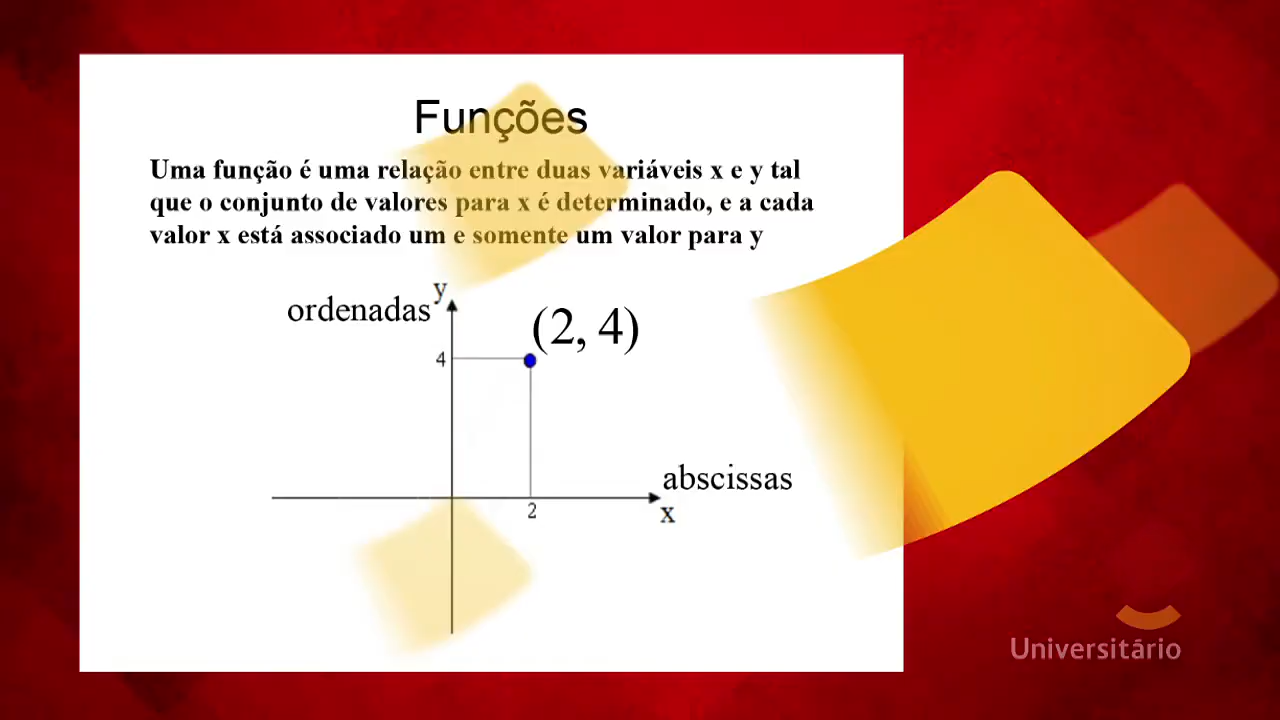 Funções
Uma função é uma relação entre duas variáveis x e y tal
que o conjunto de valores para x é determinado, e a cada
valor x está associado um e somente um valor para y
y
ordenadas
(2, 4)
4
abscissas
2
x
Universitário